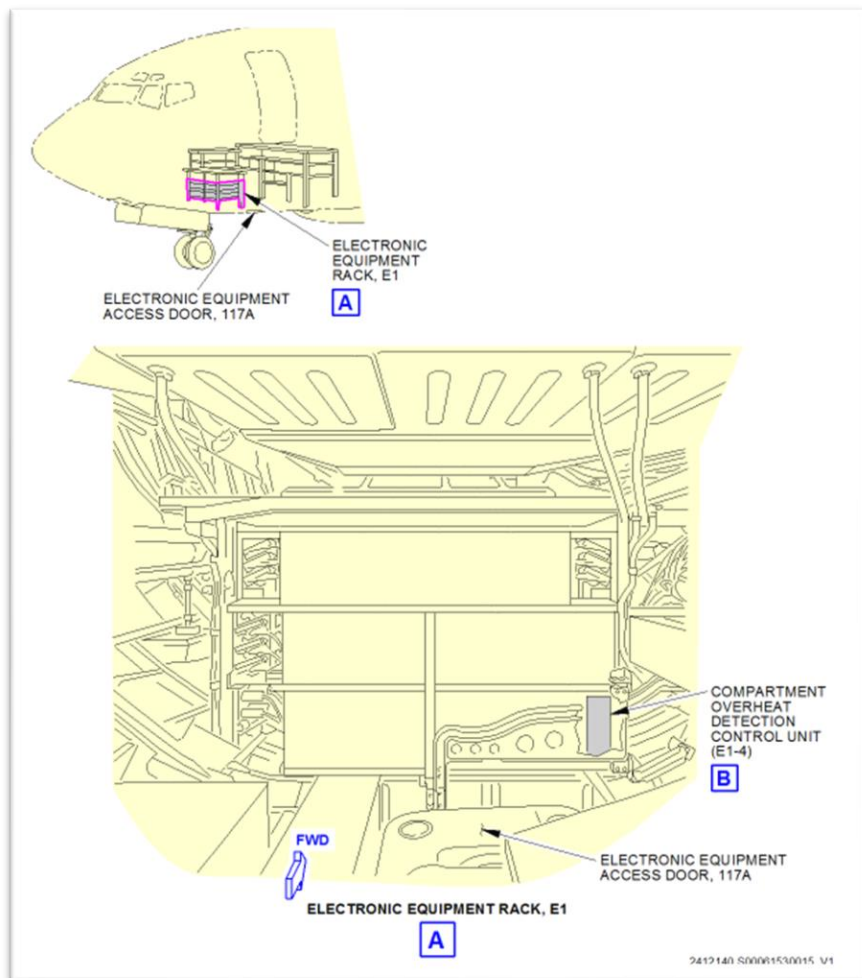 ELECTRONIC
EQUIPMENT
RACK, E1
A
ELECTRONIC EQUIPMENT
ACCESS DOOR, 117A
COMPARTMENT
OVERHEAT
DETECTION
CONTROL UNIT
(E1-4)
B
FWD
ELECTRONIC EQUIPMENT
ACCESS DOOR, 117A
ELECTRONIC EQUIPMENT RACK, E1
A
2412140 S00061530015_V1